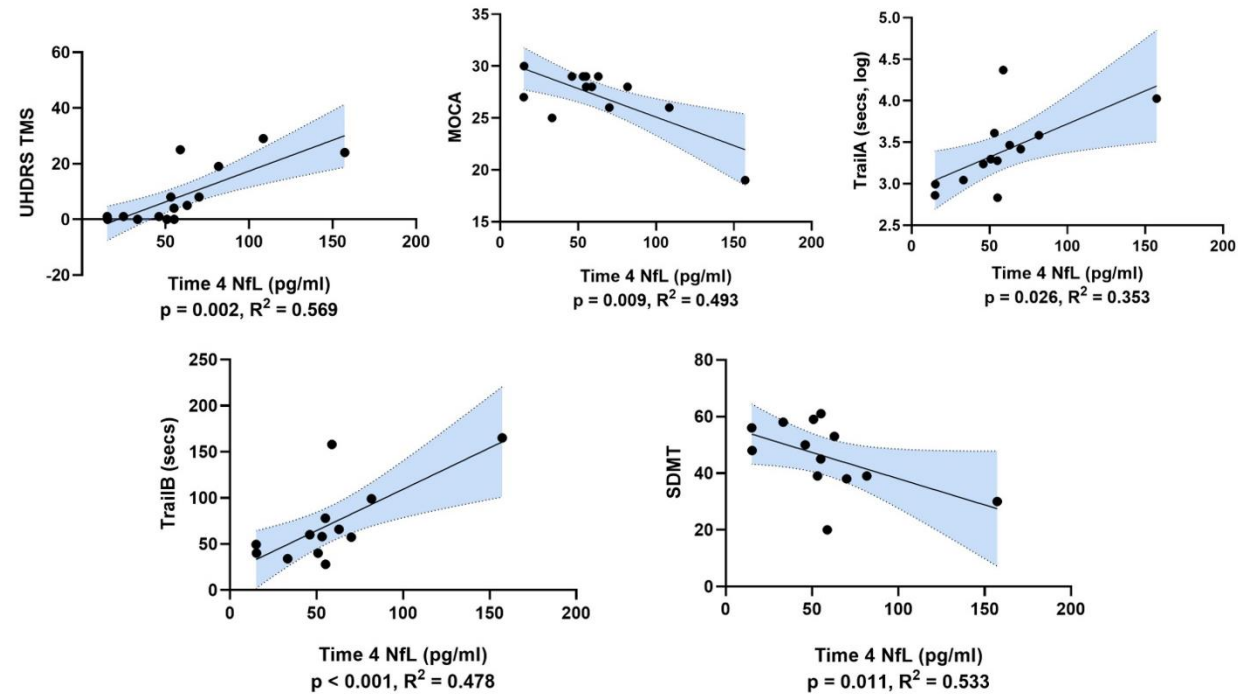 UHDRS TMS
60
40
20
0
-20
50 100 150 200
Time 4 NfL (pg/ml)
p = 0.002, R² = 0.569
MOCA
35
30
25
20
15
0 50 100 150 200
Time 4 NfL (pg/ml)
p = 0.009, R² = 0.493
TrailA (secs, log)
5.0
4.5
4.0
3.5
3.0
2.5
0 50 100 150 200
Time 4 NfL (pg/ml)
p = 0.026, R² = 0.353
TrailB (secs)
250
200
150
100
50
0
0 50 100 150 200
Time 4 NfL (pg/ml)
p < 0.001, R² = 0.478
SDMT
80
60
40
20
0
0 50 100 150 200
Time 4 NfL (pg/ml)
p = 0.011, R² = 0.533